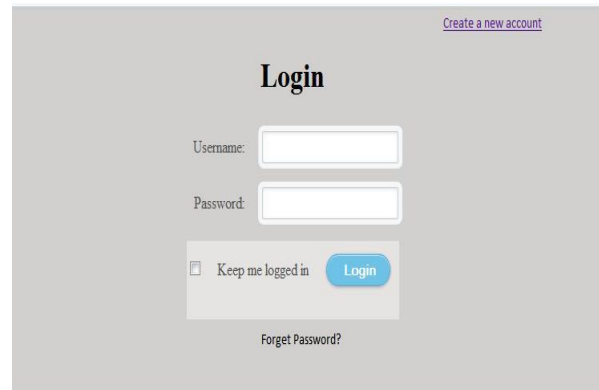 Create a new account
Login
Username:
Password:
Keep me logged in Login
Forget Password?